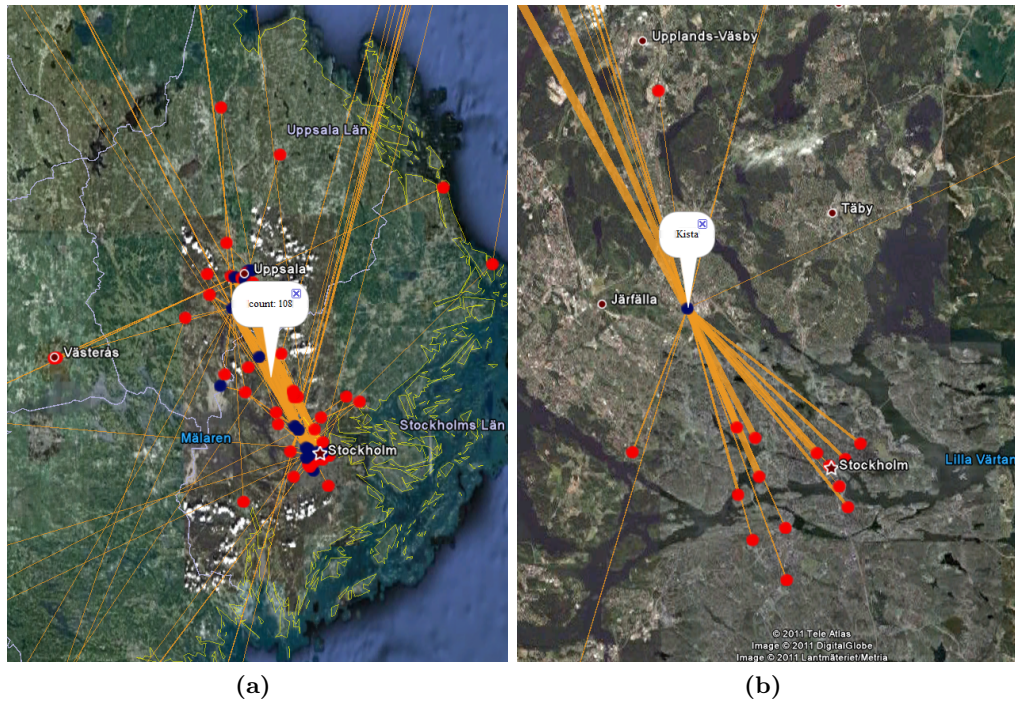 Uppsala Län
Uppsala
count: 108
Västerås
Mälaren
Stockholms Län
Stockholm
(a)
Upplands-Väsby
Täby
Kista
Järfälla
Stockholm
Lilla Värtan
© 2011 Tele Atlas
Image © 2011 DigitalGlobe
Image © 2011 Lantmäteriet/Metria
(b)